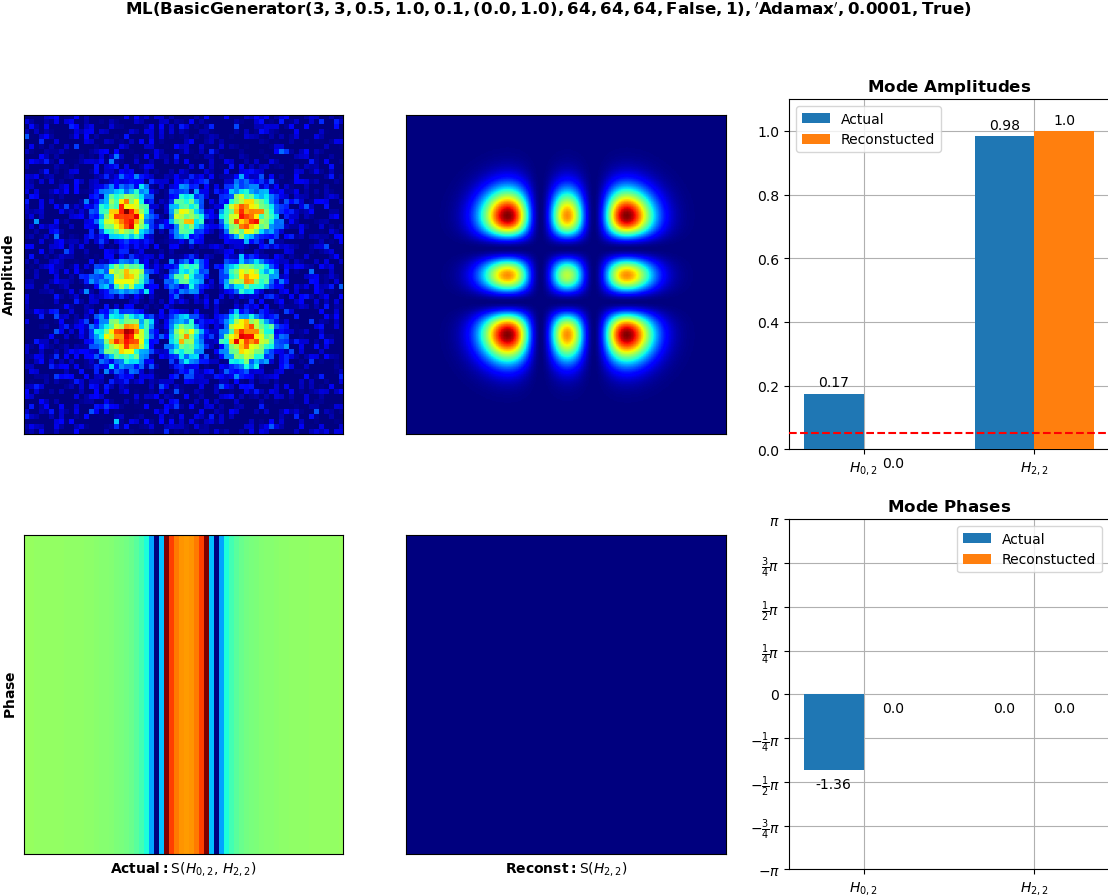 ML(BasicGenerator(3, 3, 0.5, 1.0, 0.1, (0.0, 1.0), 64, 64, 64, False, 1), ′Adamax′, 0.0001, True)
Mode Amplitudes
Amplitude
Actual
Reconstucted
1.0
0.8
0.6
0.4
0.2
0.0
0.17
0.0
0.98
1.0
H0, 2
H2, 2
Mode Phases
Phase
Actual
Reconstucted
π
3/4π
1/2π
1/4π
0
−1/4π
−1/2π
−3/4π
−π
-1.36
0.0
0.0
0.0
H0, 2
H2, 2
Actual: S(H0, 2, H2, 2)
Reconst: S(H2, 2)